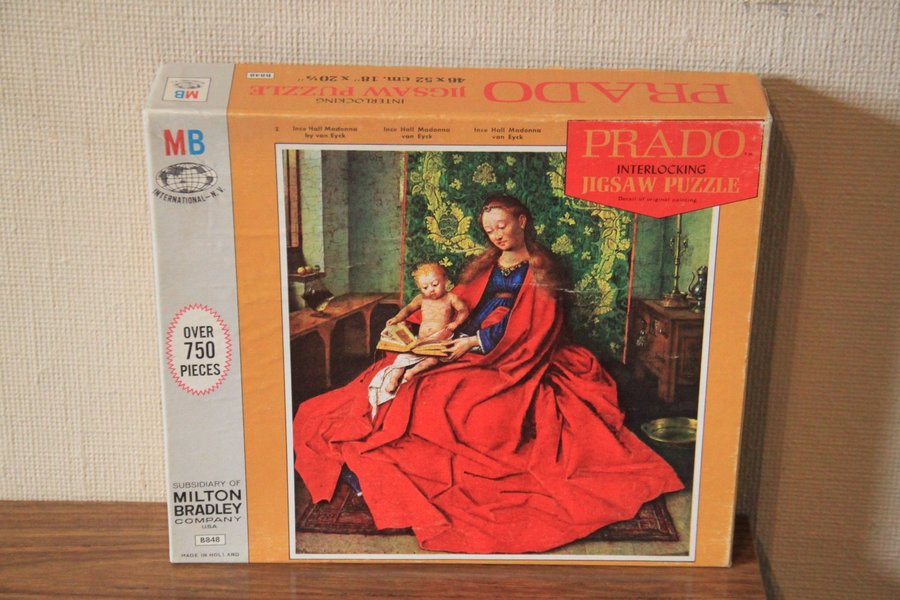 PRADO JIGSAW PUZZLE
INTERLOCKING
46 x 52 cm. 18" x 20½"
B848
MB
MB
INTERNATIONAL-N.V.
OVER
750
PIECES
SUBSIDIARY OF
MILTON
BRADLEY
COMPANY
USA
B848
MADE IN HOLLAND
Ince Hall Madonna
by van Eyck
Ince Hall Madonna
van Eyck
Ince Hall Madonna
van Eyck
PRADO
INTERLOCKING
JIGSAW PUZZLE
Detail of original painting